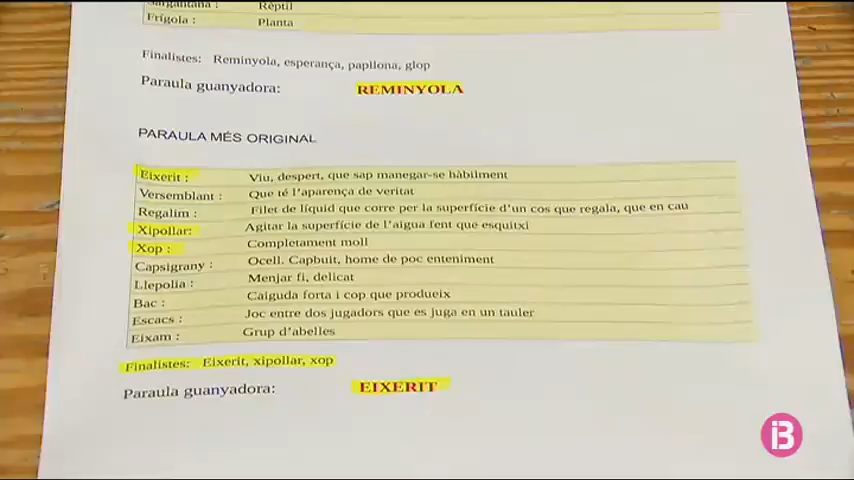 Sargantana : Rèptil
Frígola : Planta
Finalistes: Reminyola, esperança, papllona, glop
Paraula guanyadora: REMINYOLA
PARAULA MÉS ORIGINAL
Eixerit : Viu, despert, que sap manegar-se hàbilment
Versemblant : Que té l'aparença de veritat
Regalim : Filet de líquid que corre per la superfície d'un cos que regala, que en cau
Xipollar: Agitar la superfície de l'aigua fent que esquitxi
Xop : Completament moll
Capsigrany : Ocell. Capbuit, home de poc enteniment
Llepolia : Menjar fi, delicat
Bac : Caiguda forta i cop que produeix
Escacs : Joc entre dos jugadors que es juga en un tauler
Eixam : Grup d'abelles
Finalistes: Eixerit, xipollar, xop
Paraula guanyadora: EIXERIT
IB